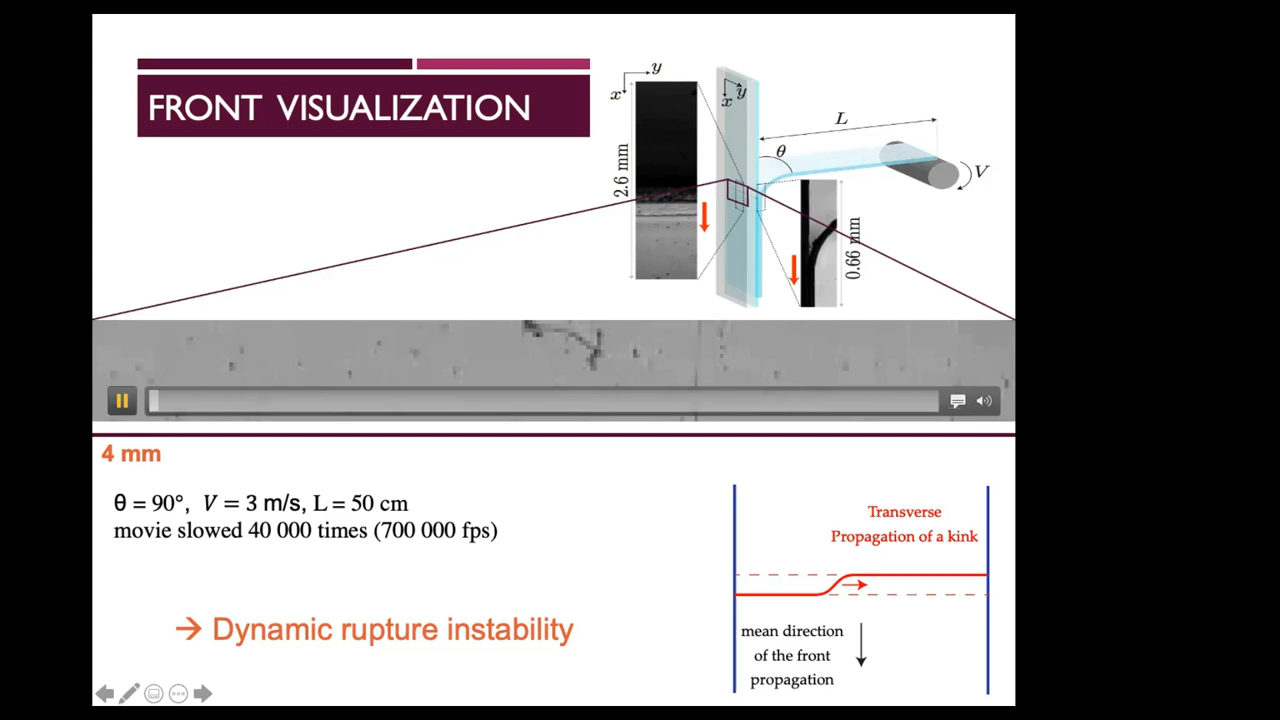 FRONT VISUALIZATION
y
x
2.6 mm
x y
θ
L
V
0.66 mm
4 mm
θ = 90°, V = 3 m/s, L = 50 cm
movie slowed 40 000 times (700 000 fps)
→ Dynamic rupture instability
Transverse
Propagation of a kink
mean direction
of the front
propagation